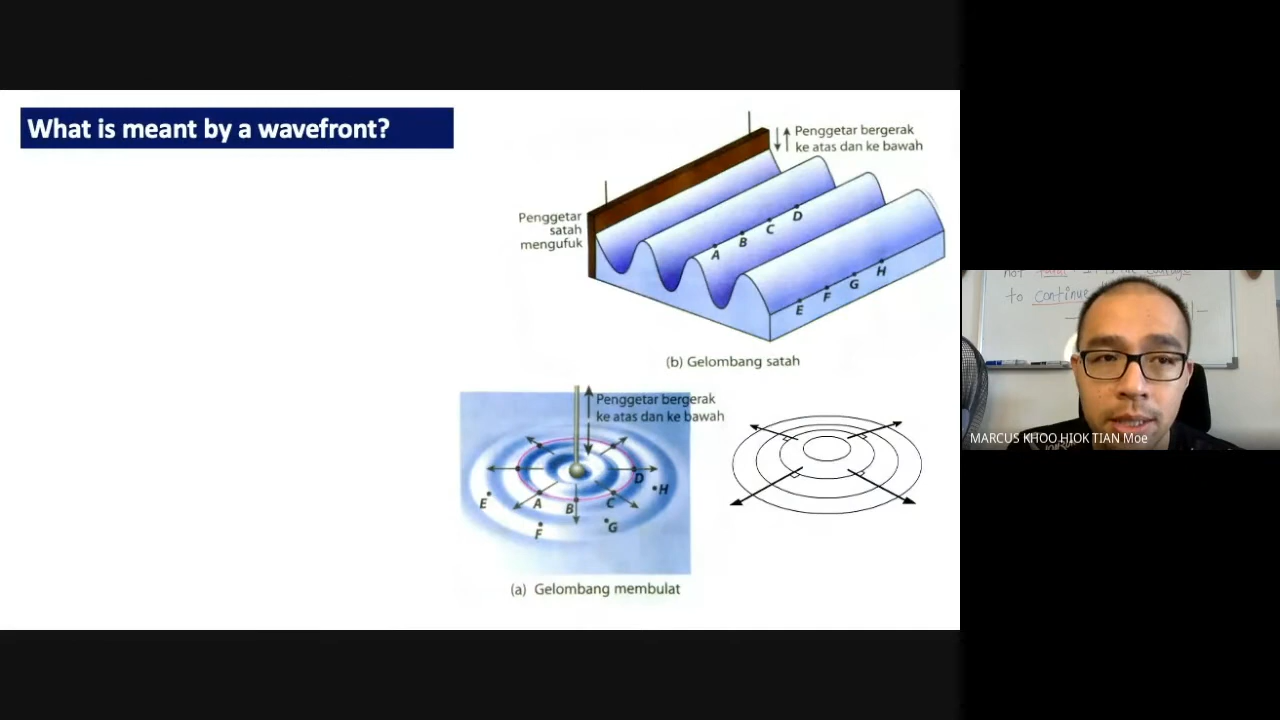 What is meant by a wavefront?
Penggetar bergerak
ke atas dan ke bawah
Penggetar
satah
mengufuk
A
B
C
D
E
F
G
H
(b) Gelombang satah
Penggetar bergerak
ke atas dan ke bawah
A
B
C
D
E
F
G
H
(a) Gelombang membulat
not
to continue
MARCUS KHOO HIOK TIAN Moe